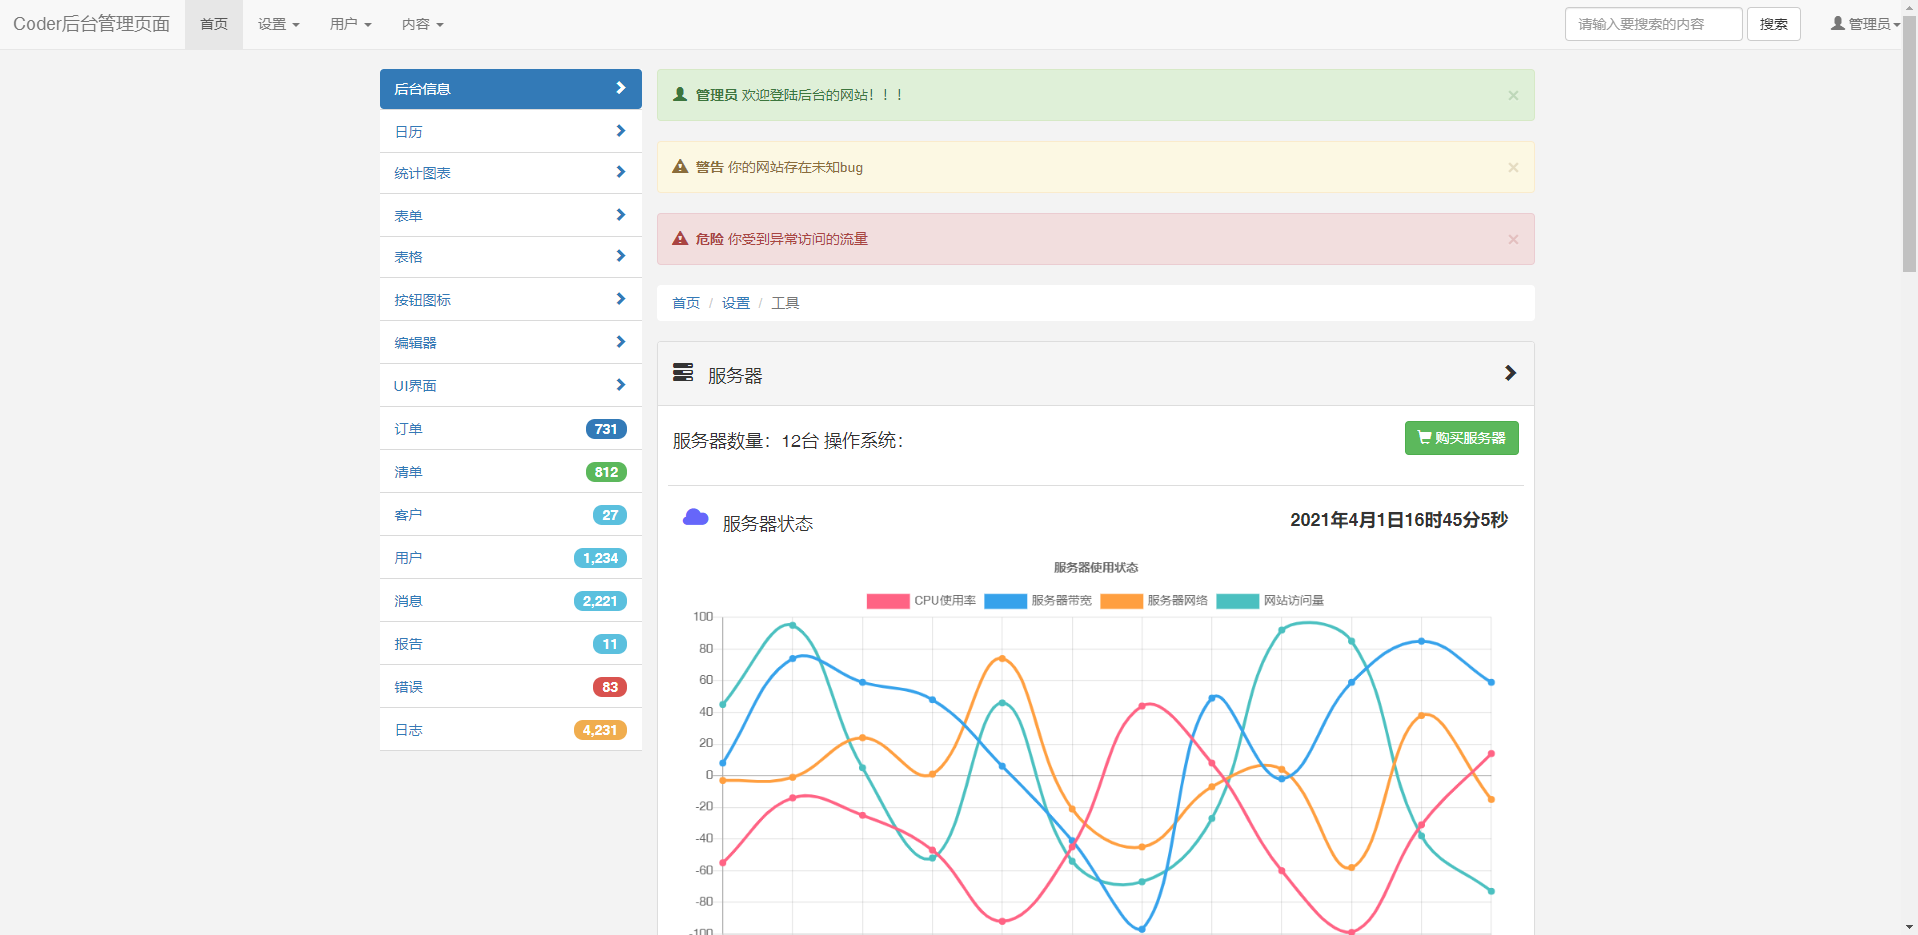 Coder后台管理页面 首页 设置 用户 内容 请输入要搜索的内容 搜索 管理员
后台信息
日历
统计图表
表单
表格
按钮图标
编辑器
UI界面
订单 731
清单 812
客户 27
用户 1,234
消息 2,221
报告 11
错误 83
日志 4,231
管理员 欢迎登陆后台的网站！！！ ×
警告 你的网站存在未知bug ×
危险 你受到异常访问的流量 ×
首页 / 设置 / 工具
服务器
服务器数量：12台 操作系统： 购买服务器
服务器状态 2021年4月1日16时45分5秒
服务器使用状态
CPU使用率 服务器带宽 服务器网络 网站访问量
100
80
60
40
20
0
-20
-40
-60
-80
-100